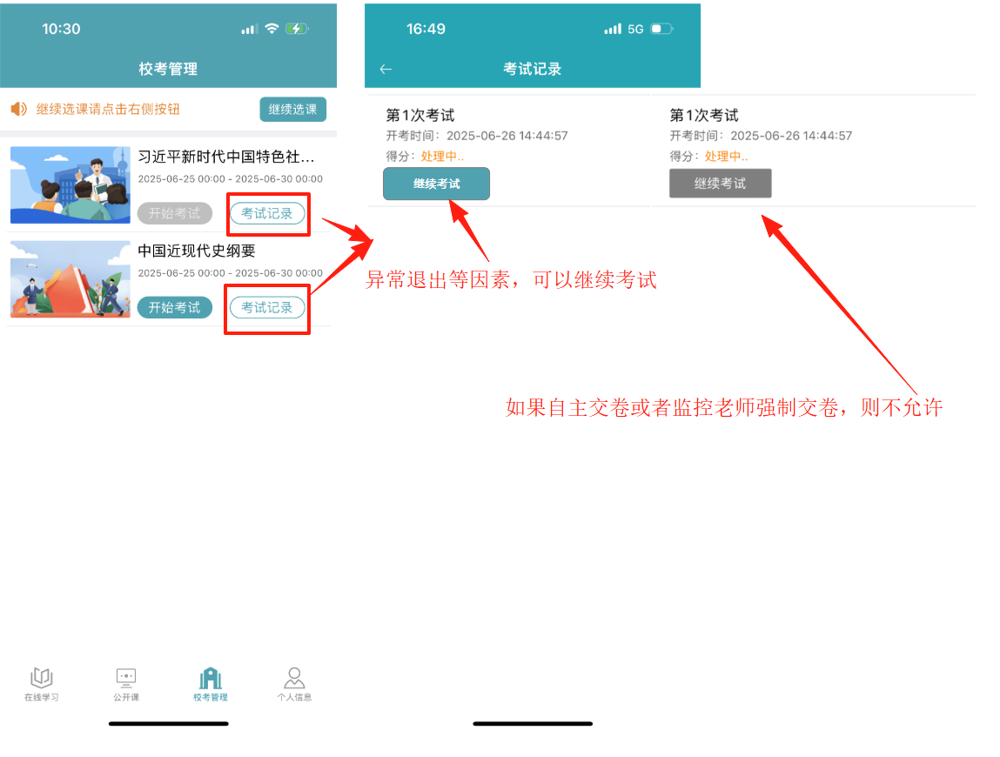 10:30
校考管理
继续选课请点击右侧按钮
继续选课
习近平新时代中国特色社...
2025-06-25 00:00 - 2025-06-30 00:00
开始考试
考试记录
中国近现代史纲要
2025-06-25 00:00 - 2025-06-30 00:00
开始考试
考试记录
在线学习
公开课
校考管理
个人信息
16:49
5G
考试记录
第1次考试
开考时间：2025-06-26 14:44:57
得分：处理中..
继续考试
第1次考试
开考时间：2025-06-26 14:44:57
得分：处理中..
继续考试
异常退出等因素，可以继续考试
如果自主交卷或者监控老师强制交卷，则不允许